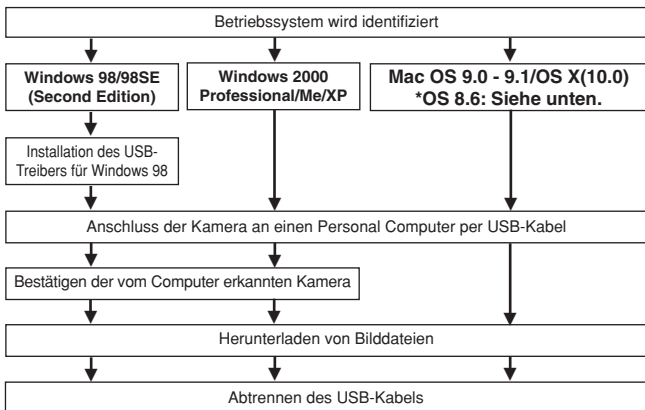 Betriebssystem wird identifiziert
Windows 98/98SE
(Second Edition)
Windows 2000
Professional/Me/XP
Mac OS 9.0 - 9.1/OS X(10.0)
*OS 8.6: Siehe unten.
Installation des USB-
Treibers für Windows 98
Anschluss der Kamera an einen Personal Computer per USB-Kabel
Bestätigen der vom Computer erkannten Kamera
Herunterladen von Bilddateien
Abtrennen des USB-Kabels